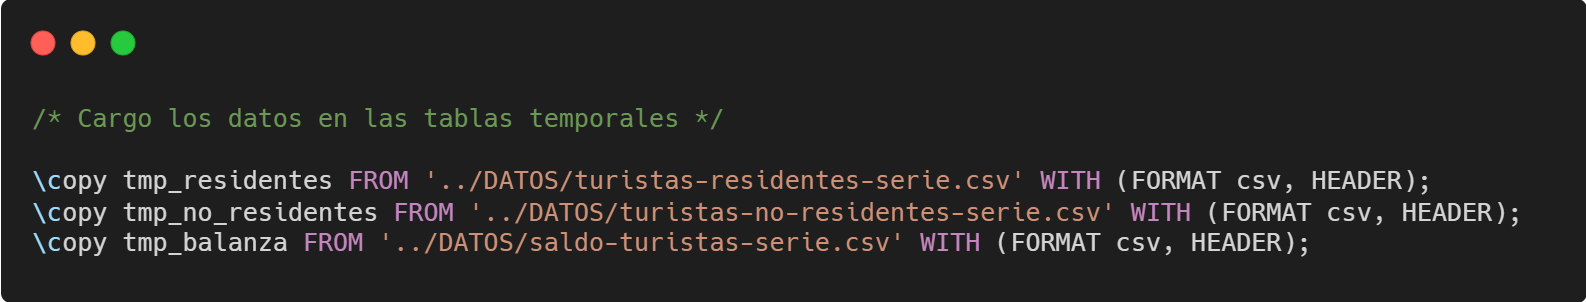 /* Cargo los datos en las tablas temporales */
\copy tmp_residentes FROM '../DATOS/turistas-residentes-serie.csv' WITH (FORMAT csv, HEADER);
\copy tmp_no_residentes FROM '../DATOS/turistas-no-residentes-serie.csv' WITH (FORMAT csv, HEADER);
\copy tmp_balanza FROM '../DATOS/saldo-turistas-serie.csv' WITH (FORMAT csv, HEADER);